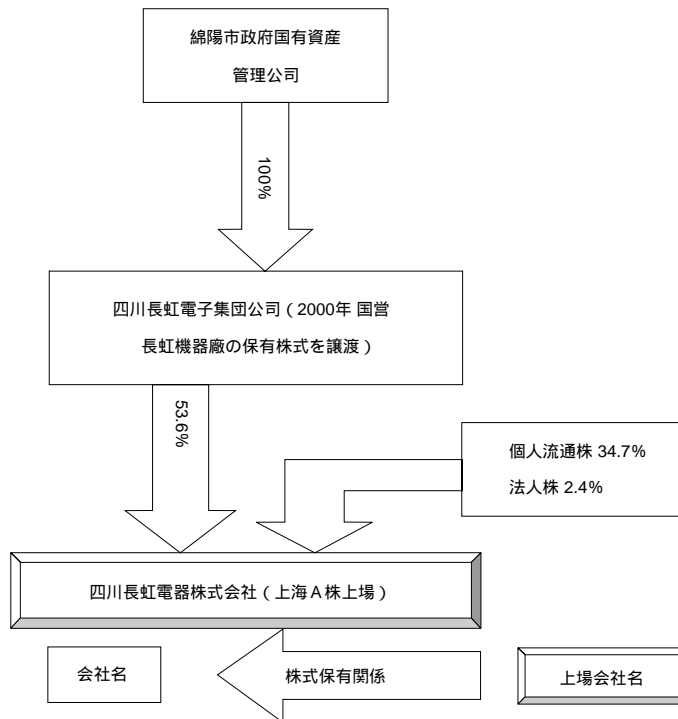 綿陽市政府国有資産
管理公司
100%
四川長虹電子集団公司（2000年 国営
長虹機器廠の保有株式を譲渡）
53.6%
個人流通株 34.7%
法人株 2.4%
四川長虹電器株式会社（上海Ａ株上場）
会社名
株式保有関係
上場会社名